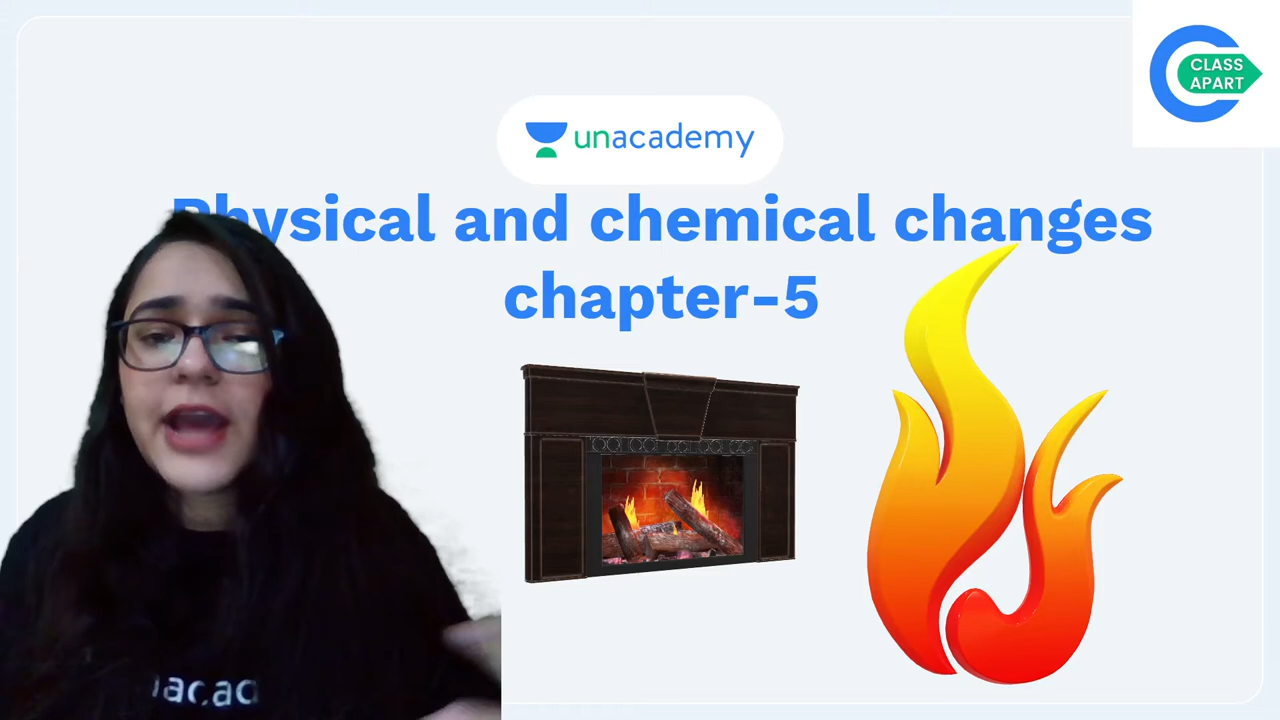 CLASS
APART
unacademy
Physical and chemical changes
chapter-5